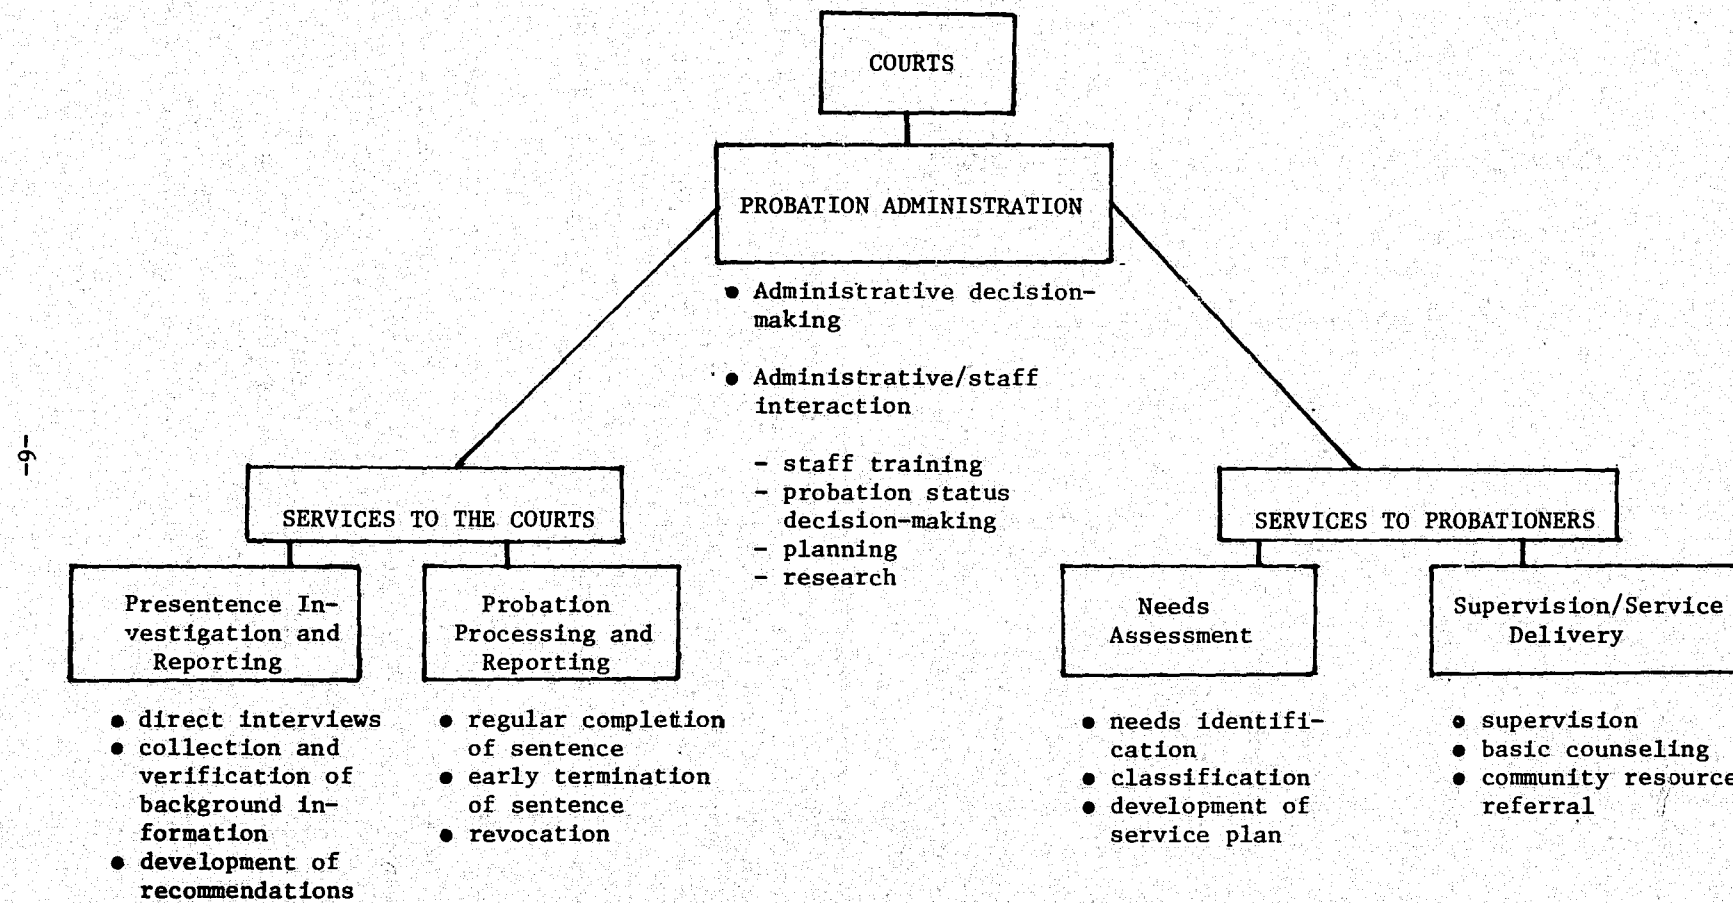 COURTS
PROBATION ADMINISTRATION
● Administrative decision-
making
● Administrative/staff
interaction
- staff training
- probation status
decision-making
- planning
- research
-6-
SERVICES TO THE COURTS
Presentence In-
vestigation and
Reporting
● direct interviews
● collection and
verification of
background in-
formation
● development of
recommendations
Probation
Processing and
Reporting
● regular completion
of sentence
● early termination
of sentence
● revocation
SERVICES TO PROBATIONERS
Needs
Assessment
● needs identifi-
cation
● classification
● development of
service plan
Supervision/Service
Delivery
● supervision
● basic counseling
● community resource
referral